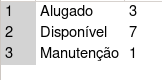 1 Alugado 3
2 Disponível 7
3 Manutenção 1